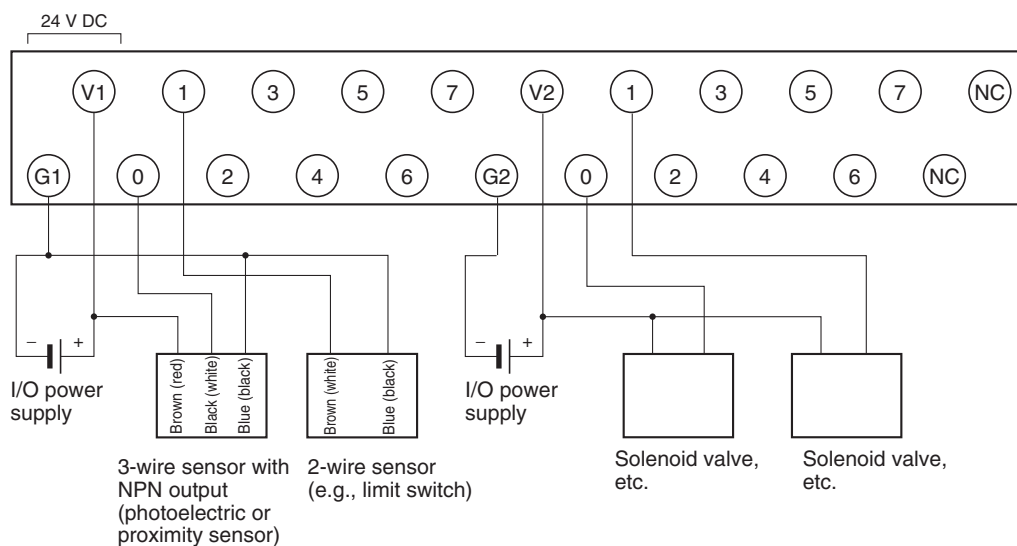 24 V DC
V1 1 3 5 7 V2 1 3 5 7 NC
G1 0 2 4 6 G2 0 2 4 6 NC
– +
I/O power
supply
Brown (red)
Black (white)
Blue (black)
3-wire sensor with
NPN output
(photoelectric or
proximity sensor)
Brown (white)
Blue (black)
2-wire sensor
(e.g., limit switch)
– +
I/O power
supply
Solenoid valve,
etc.
Solenoid valve,
etc.